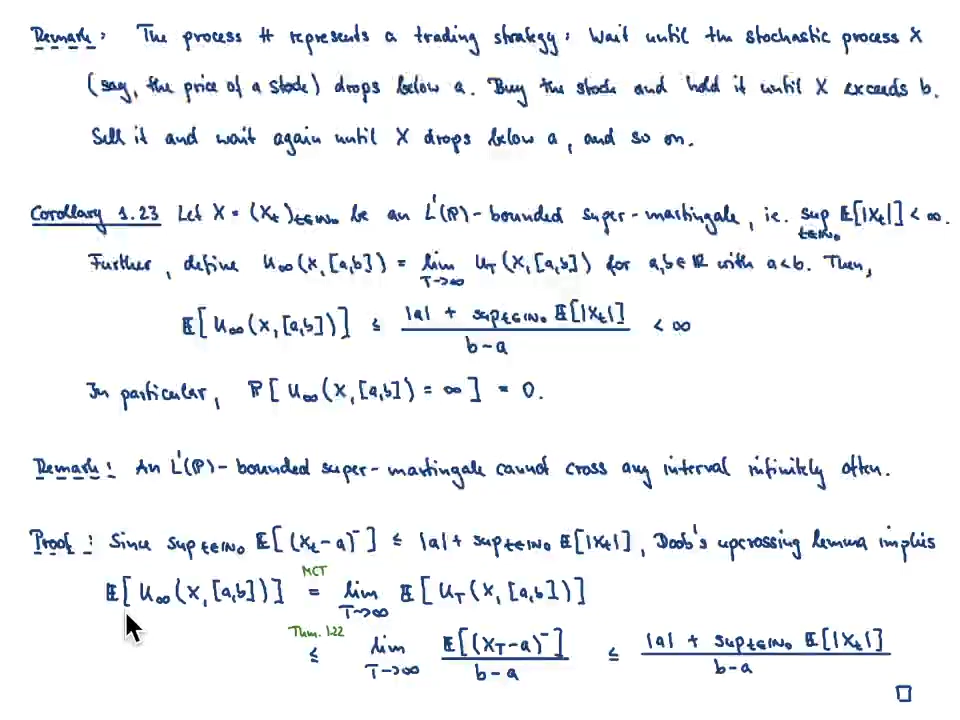 Remark: The process H represents a trading strategy: Wait until the stochastic process X
(say, the price of a stock) drops below a. Buy the stock and hold it until X exceeds b.
Sell it and wait again until X drops below a, and so on.
Corollary 1.23 Let X = (X_t)_{t∈ℕ₀} be an L¹(ℙ)-bounded super-martingale, i.e. sup_{t∈ℕ₀} 𝔼[|X_t|] < ∞.
Further, define U_∞(X,[a,b]) = lim_{T→∞} U_T(X,[a,b]) for a,b∈ℝ with a<b. Then,
𝔼[U_∞(X,[a,b])] ≤ (|a| + sup_{t∈ℕ₀} 𝔼[|X_t|]) / (b-a) < ∞
In particular, ℙ[U_∞(X,[a,b]) = ∞] = 0.
Remark: An L¹(ℙ)-bounded super-martingale cannot cross any interval infinitely often.
Proof: Since sup_{t∈ℕ₀} 𝔼[(X_t-a)⁻] ≤ |a| + sup_{t∈ℕ₀} 𝔼[|X_t|], Doob's upcrossing lemma implies
MCT
𝔼[U_∞(X,[a,b])] = lim_{T→∞} 𝔼[U_T(X,[a,b])]
Thm. 1.22
≤ lim_{T→∞} 𝔼[(X_T-a)⁻] / (b-a) ≤ (|a| + sup_{t∈ℕ₀} 𝔼[|X_t|]) / (b-a)
□